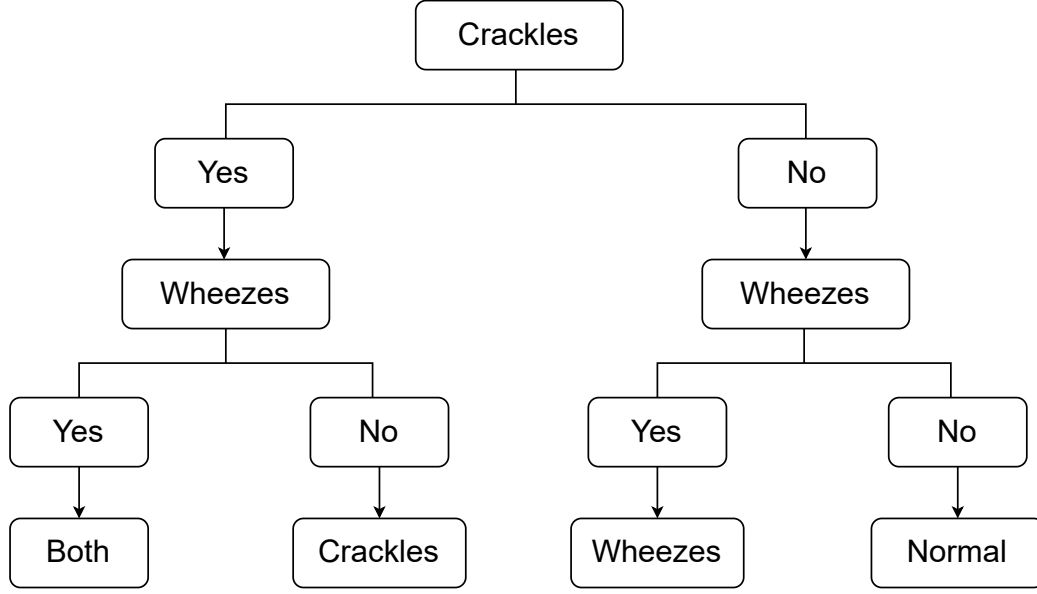 Crackles
Yes
No
Wheezes
Wheezes
Yes
No
Yes
No
Both
Crackles
Wheezes
Normal